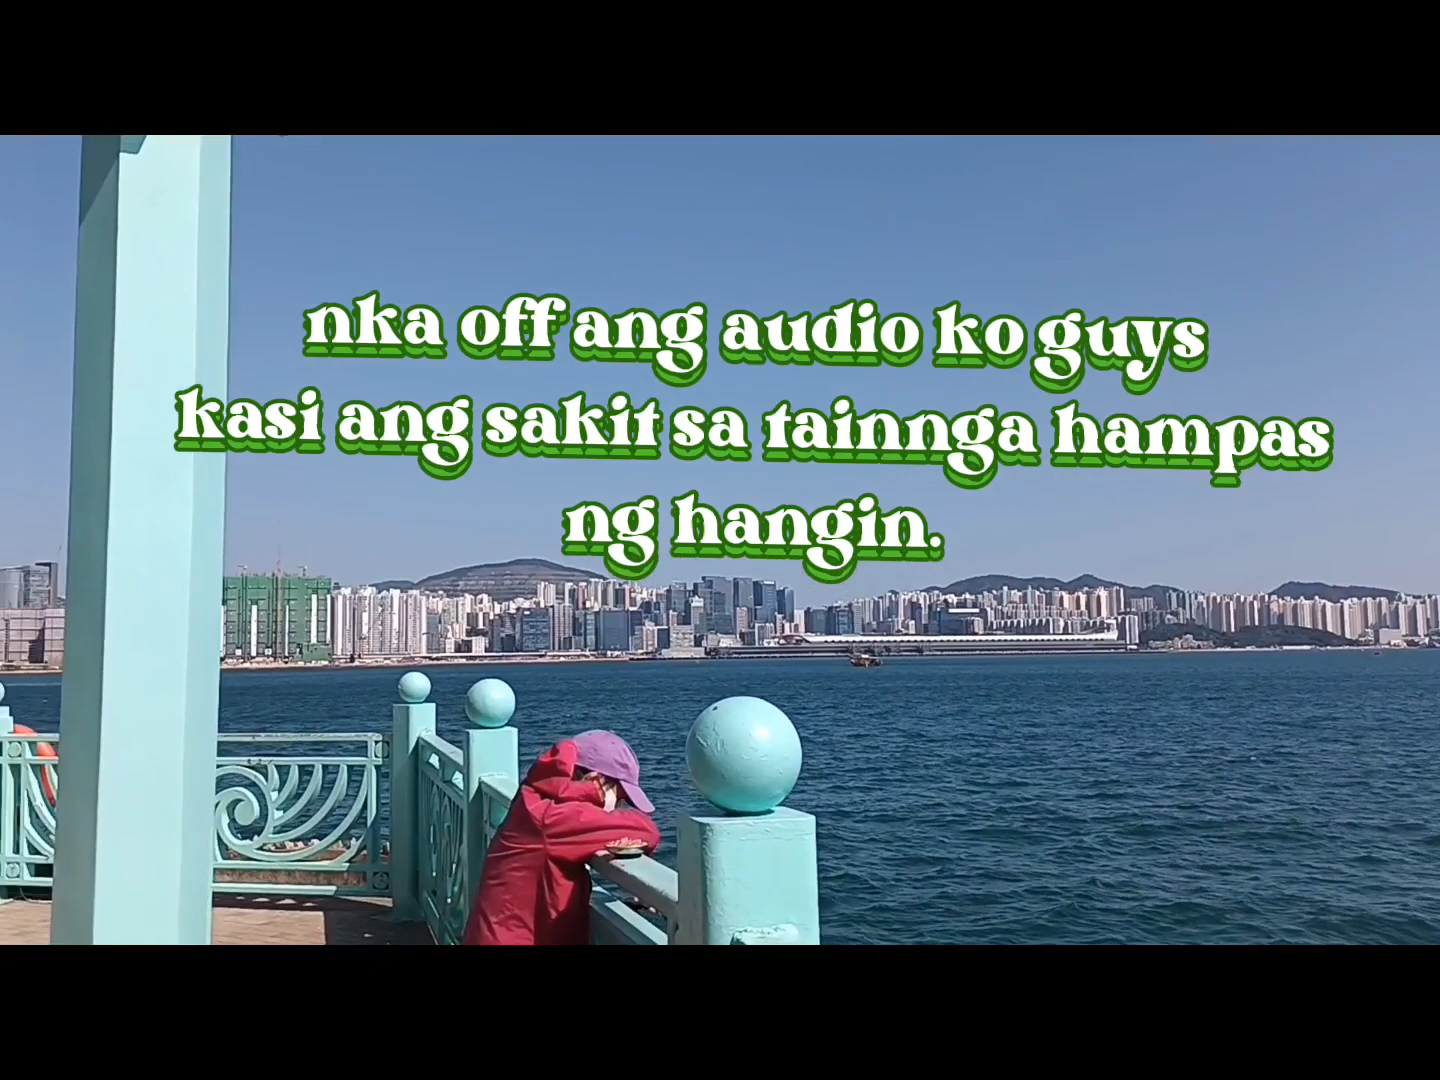 nka off ang audio ko guys
kasi ang sakit sa tainnga hampas
ng hangin.